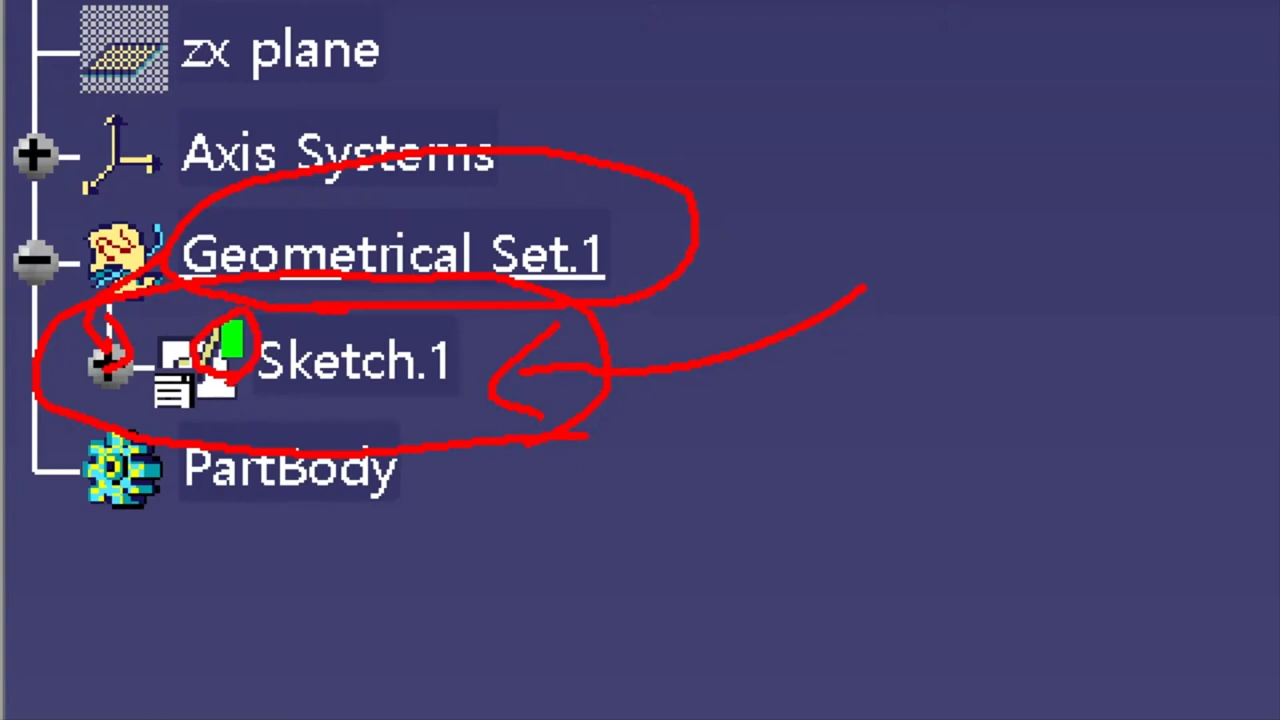 zx plane
Axis Systems
Geometrical Set.1
Sketch.1
PartBody